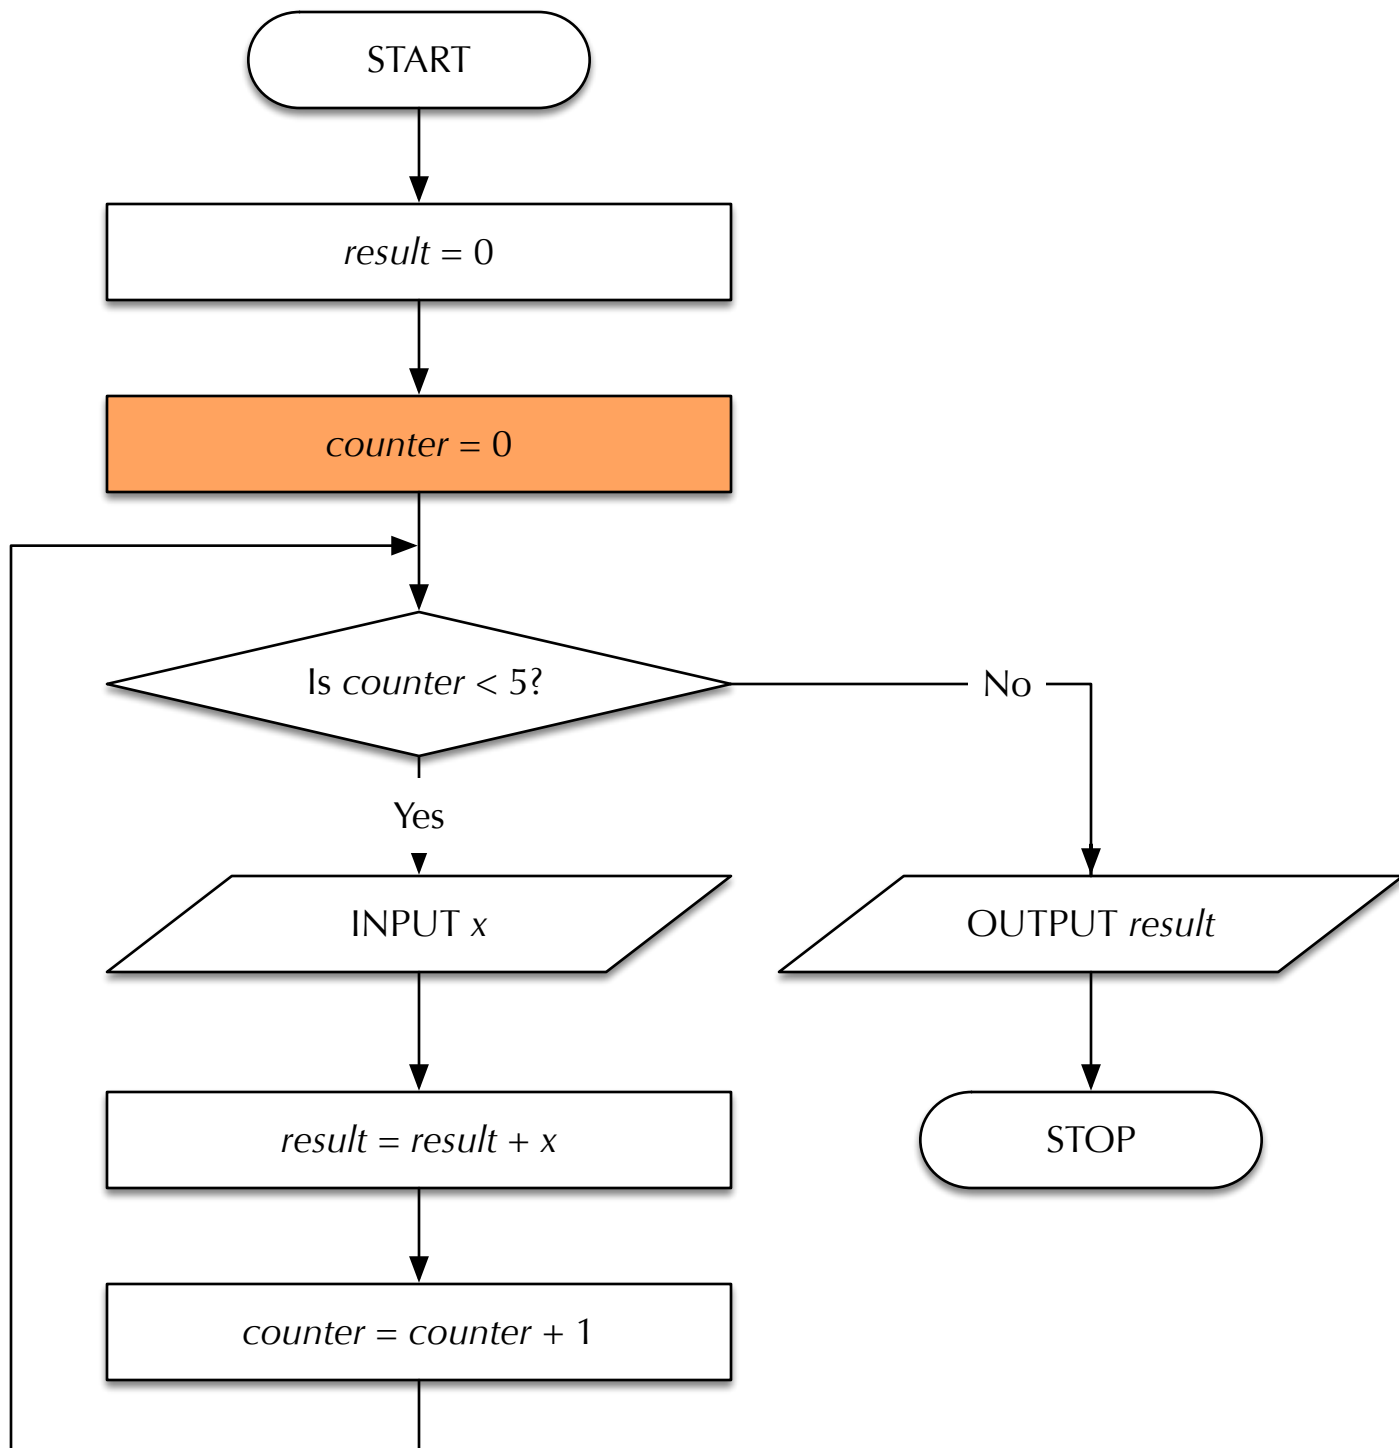 START
result = 0
counter = 0
Is counter < 5?
No
Yes
INPUT x
OUTPUT result
result = result + x
STOP
counter = counter + 1